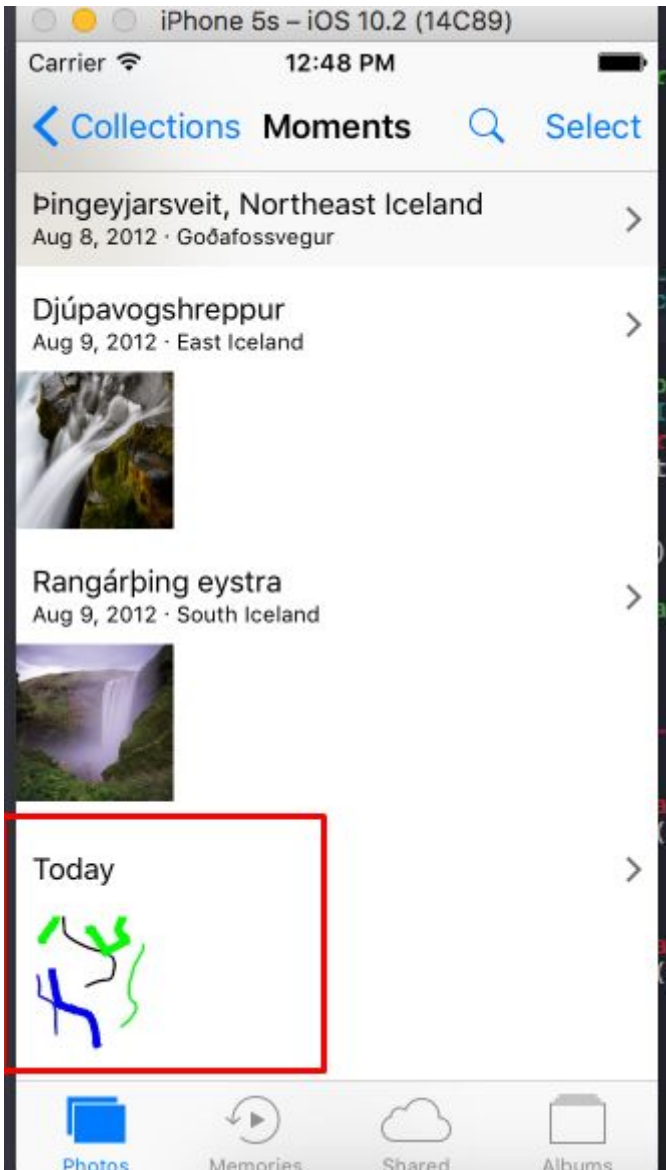 iPhone 5s – iOS 10.2 (14C89)
Carrier 12:48 PM
Collections Moments Select
Þingeyjarsveit, Northeast Iceland
Aug 8, 2012 · Goðafossvegur
Djúpavogshreppur
Aug 9, 2012 · East Iceland
Rangárþing eystra
Aug 9, 2012 · South Iceland
Today
Photos Memories Shared Albums